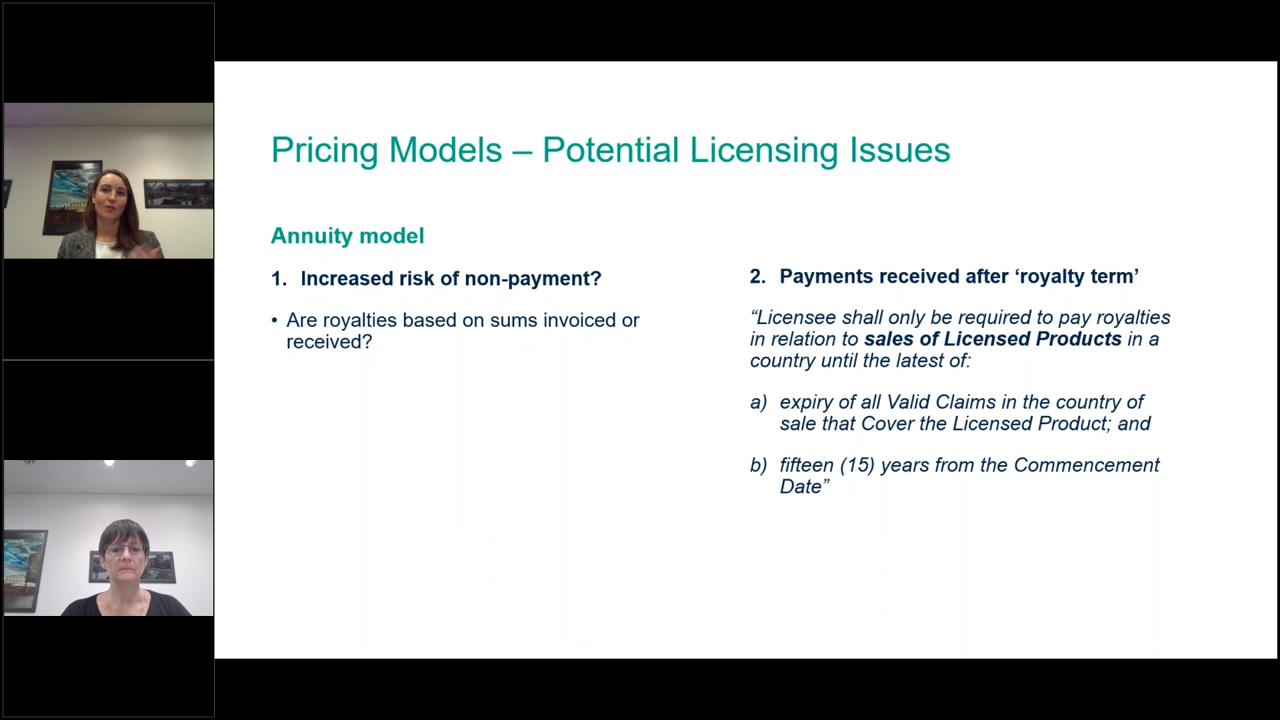 Pricing Models – Potential Licensing Issues
Annuity model
1. Increased risk of non-payment?
• Are royalties based on sums invoiced or
received?
2. Payments received after ‘royalty term’
“Licensee shall only be required to pay royalties
in relation to sales of Licensed Products in a
country until the latest of:
a) expiry of all Valid Claims in the country of
sale that Cover the Licensed Product; and
b) fifteen (15) years from the Commencement
Date”